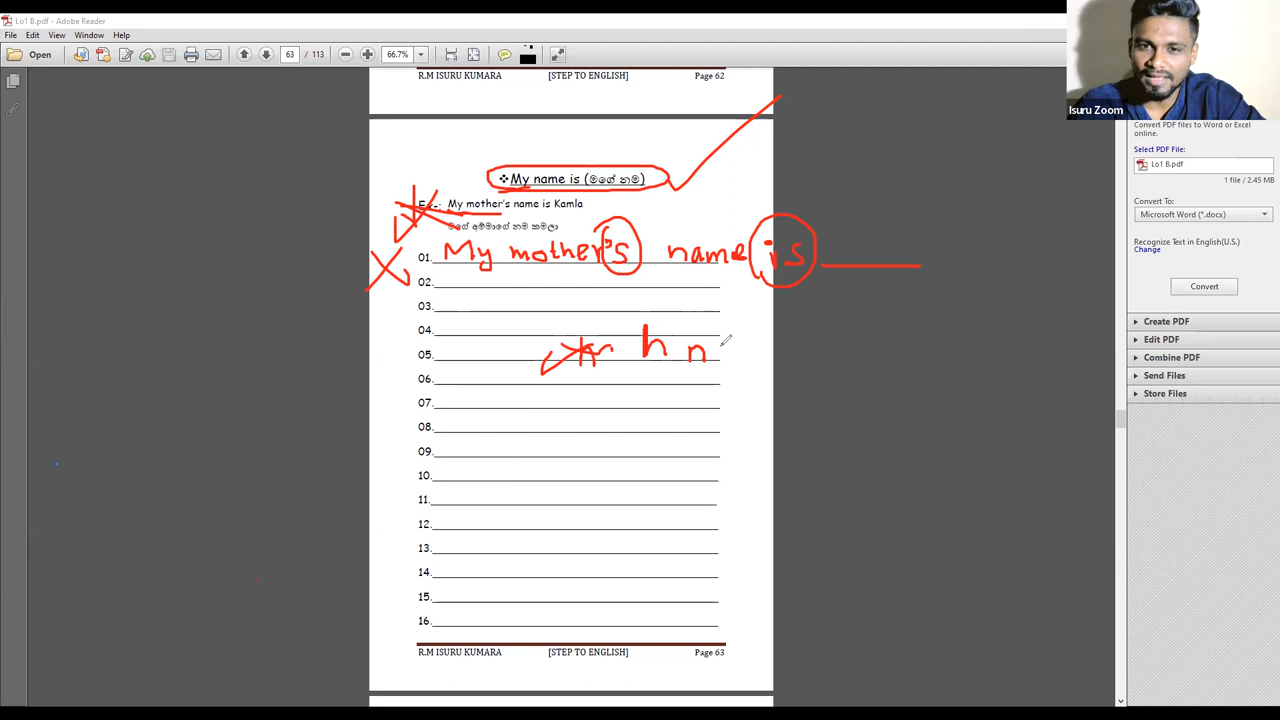 Lo1 B.pdf - Adobe Reader
File Edit View Window Help
Open 63 / 113 66.7%
Isuru Zoom
R.M ISURU KUMARA [STEP TO ENGLISH] Page 62
❖My name is (මගේ නම)
My mother's name is Kamla
මගේ අම්මාගේ නම කමලා
01. My mother's name is
02.
03.
04.
05. h n
06.
07.
08.
09.
10.
11.
12.
13.
14.
15.
16.
R.M ISURU KUMARA [STEP TO ENGLISH] Page 63
Convert PDF files to Word or Excel
online.
Select PDF File:
Lo1 B.pdf
1 file / 2.45 MB
Convert To:
Microsoft Word (*.docx)
Recognize Text in English(U.S.)
Change
Convert
Create PDF
Edit PDF
Combine PDF
Send Files
Store Files